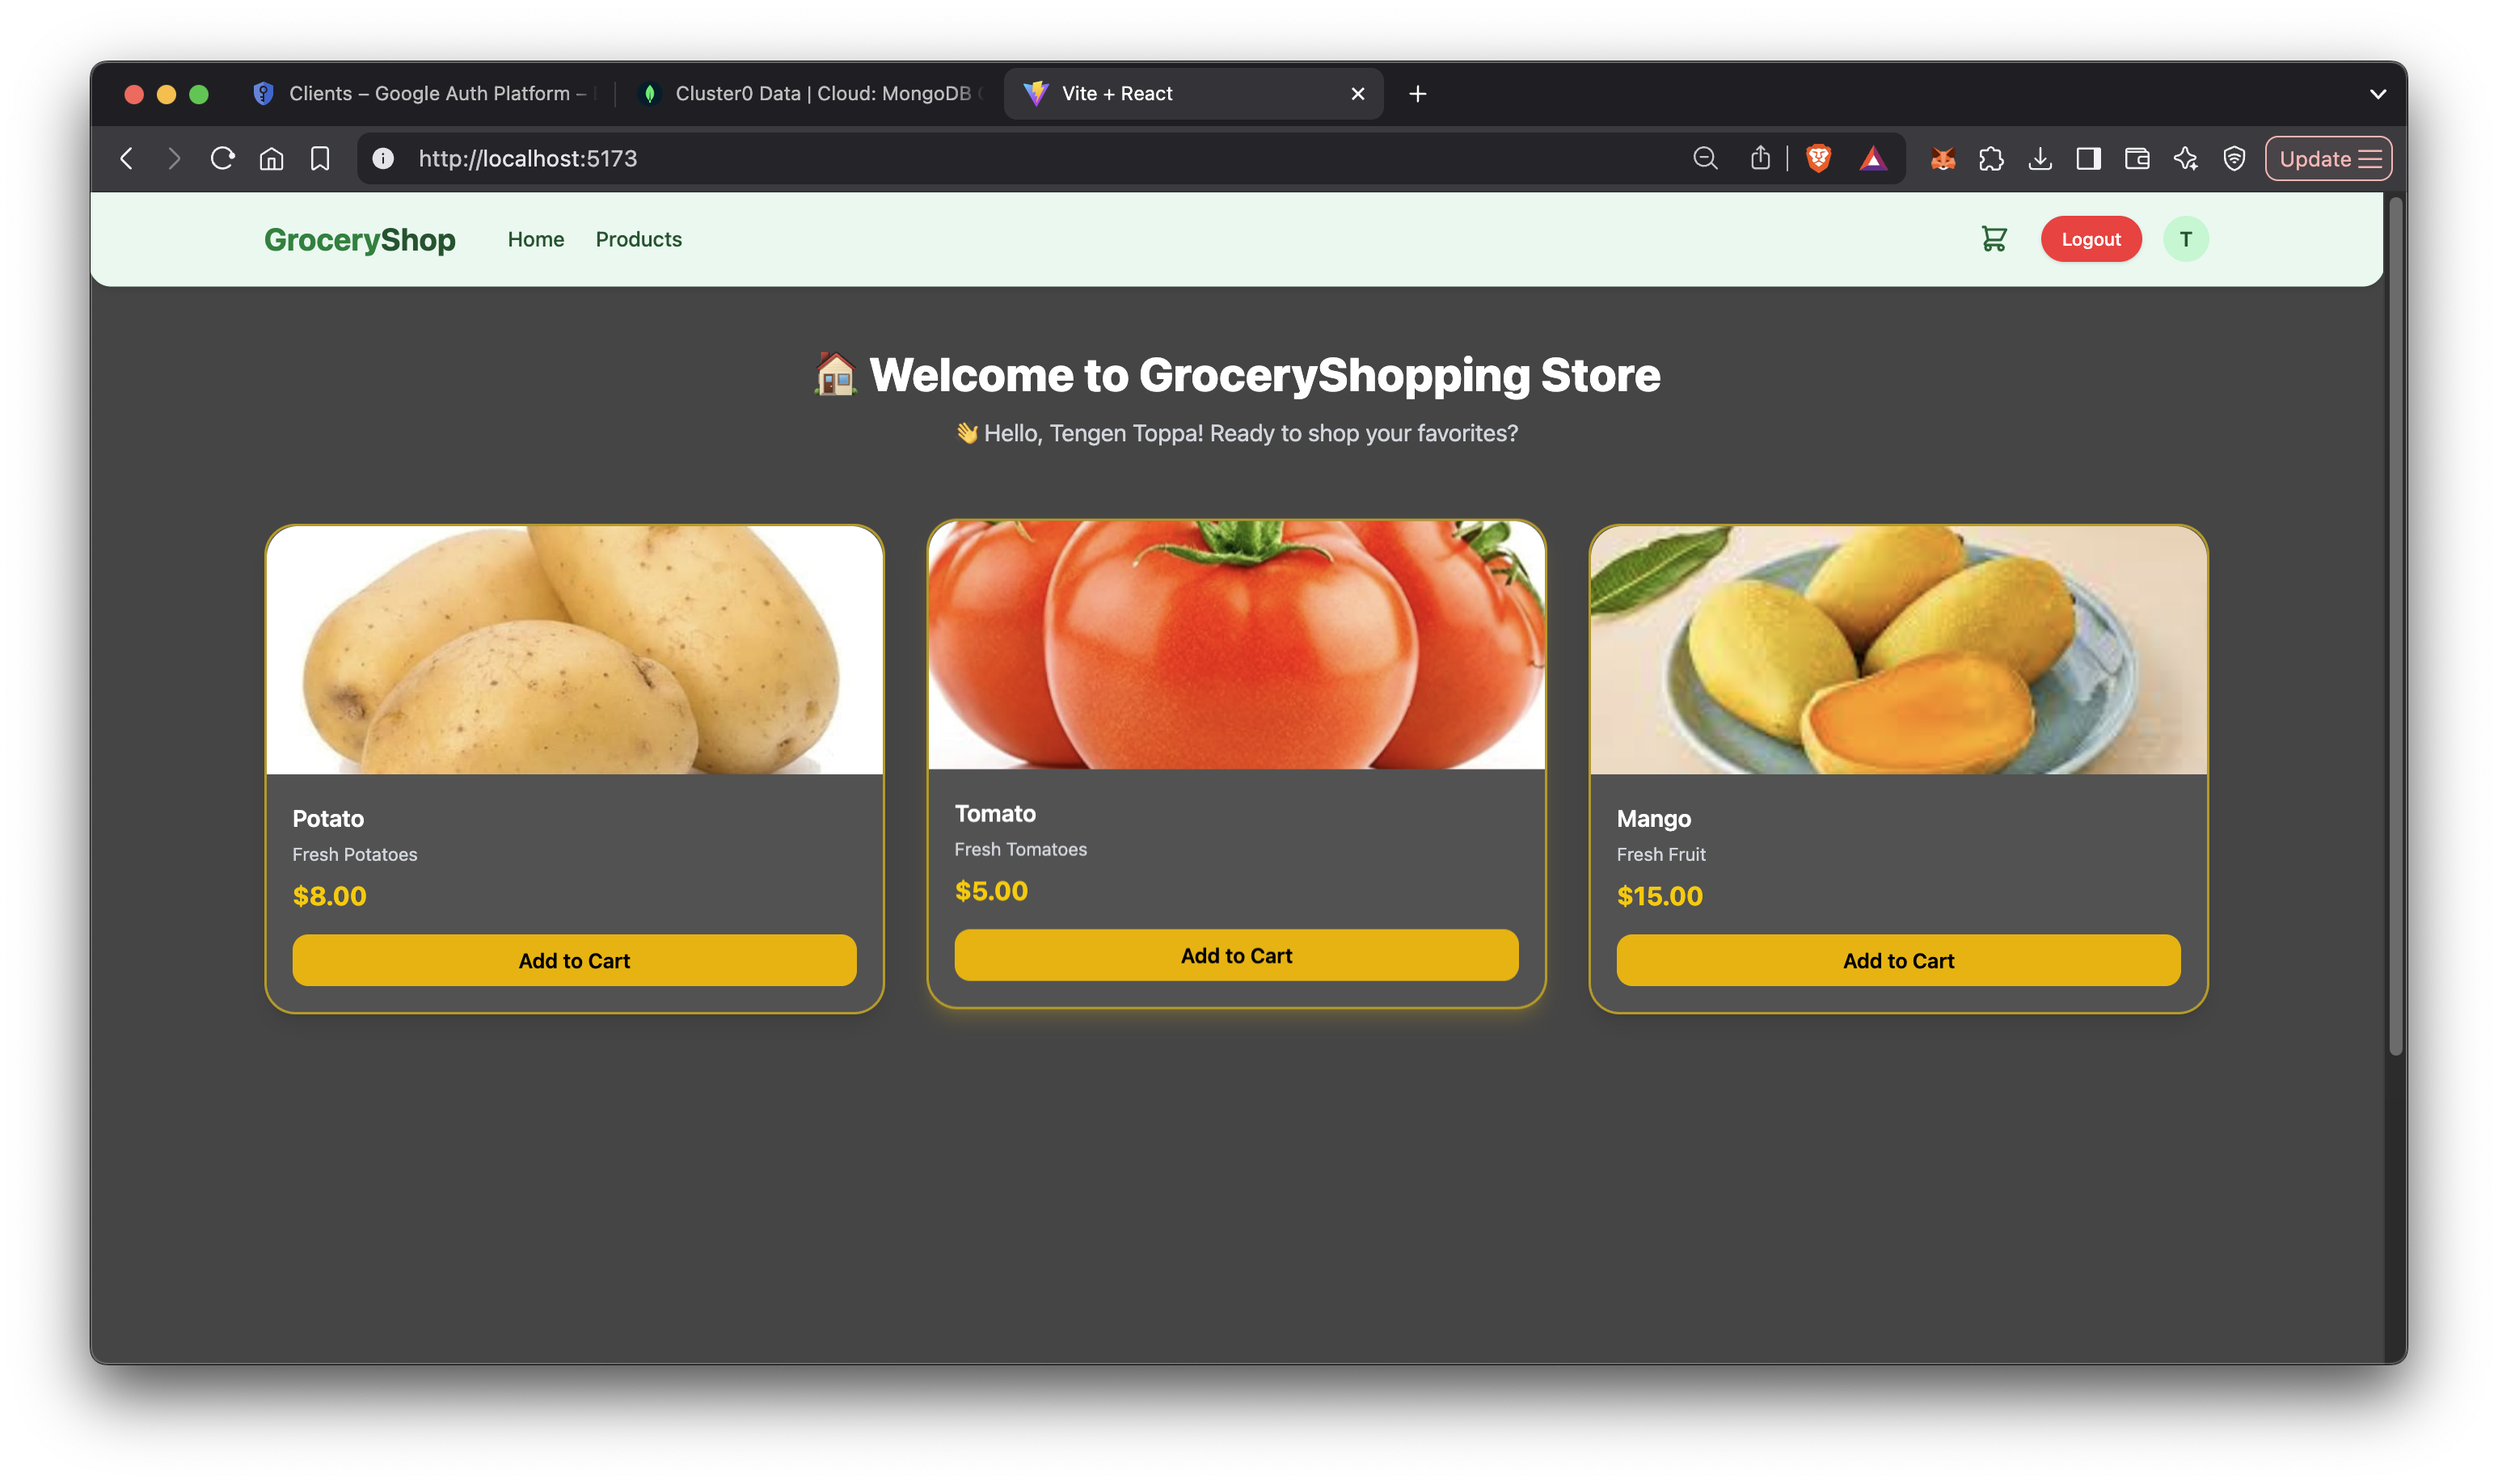 Clients – Google Auth Platform –
Cluster0 Data | Cloud: MongoDB
Vite + React
http://localhost:5173
Update
GroceryShop
Home
Products
Logout
T
🏠 Welcome to GroceryShopping Store
👋 Hello, Tengen Toppa! Ready to shop your favorites?
Potato
Fresh Potatoes
$8.00
Add to Cart
Tomato
Fresh Tomatoes
$5.00
Add to Cart
Mango
Fresh Fruit
$15.00
Add to Cart